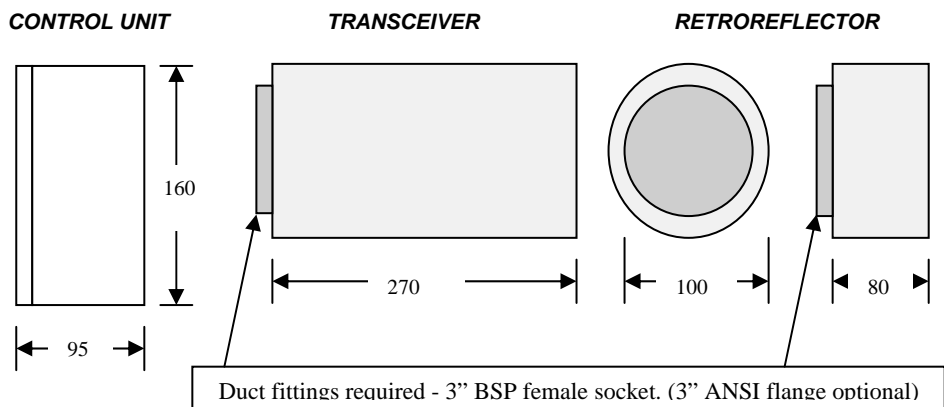 CONTROL UNIT
TRANSCEIVER
RETROREFLECTOR
160
270
100
80
95
Duct fittings required - 3” BSP female socket. (3” ANSI flange optional)